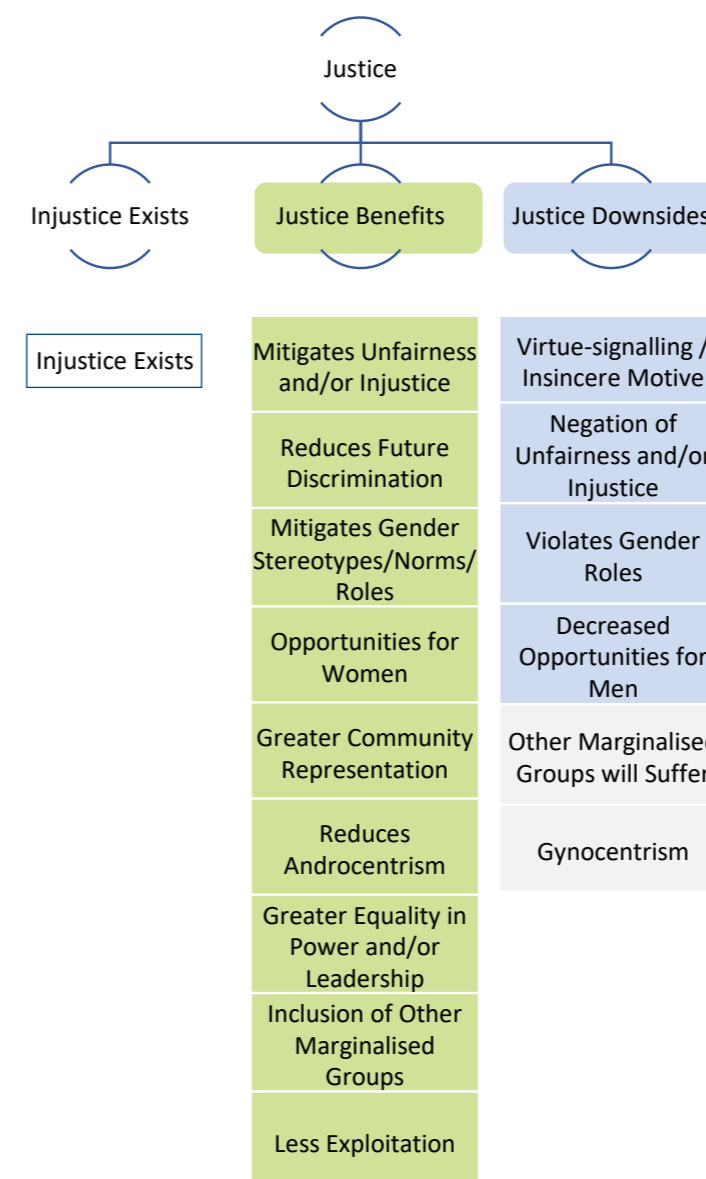 Justice
Injustice Exists
Justice Benefits
Justice Downsides
Injustice Exists
Mitigates Unfairness
and/or Injustice
Reduces Future
Discrimination
Mitigates Gender
Stereotypes/Norms/
Roles
Opportunities for
Women
Greater Community
Representation
Reduces
Androcentrism
Greater Equality in
Power and/or
Leadership
Inclusion of Other
Marginalised
Groups
Less Exploitation
Virtue-signalling /
Insincere Motive
Negation of
Unfairness and/or
Injustice
Violates Gender
Roles
Decreased
Opportunities for
Men
Other Marginalised
Groups will Suffer
Gynocentrism